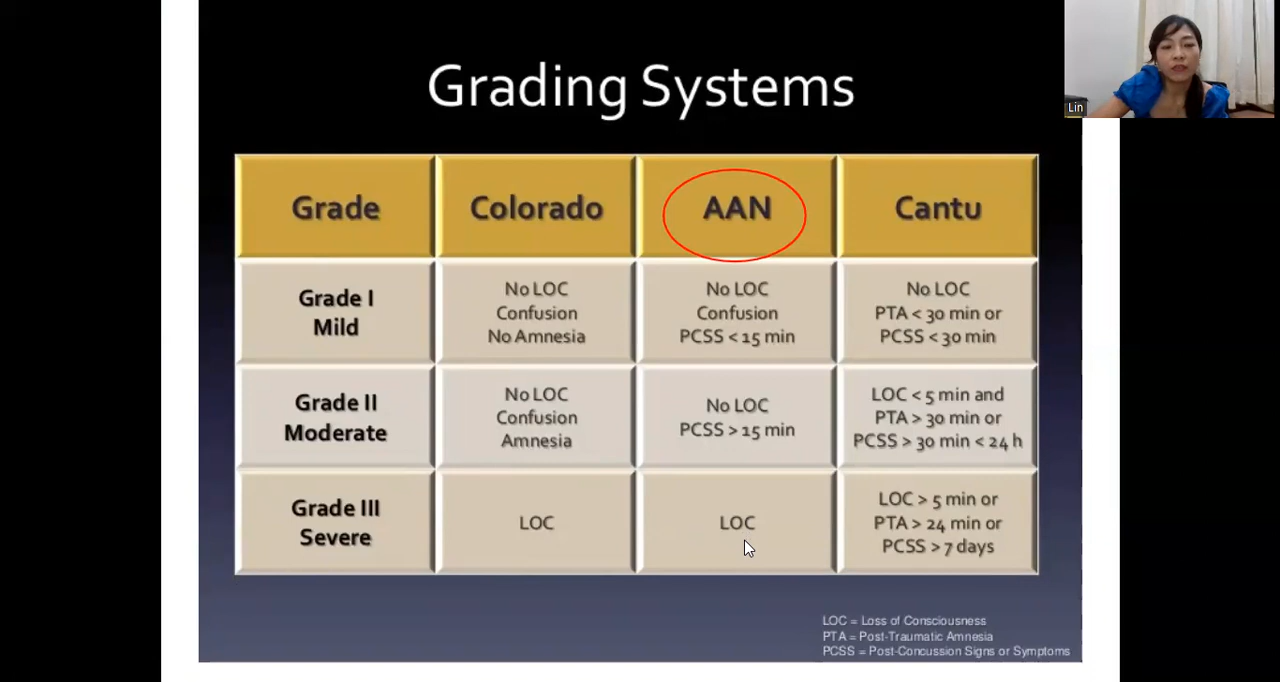 Grading Systems
Lin
Grade
Colorado
AAN
Cantu
Grade I
Mild
No LOC
Confusion
No Amnesia
No LOC
Confusion
PCSS < 15 min
No LOC
PTA < 30 min or
PCSS < 30 min
Grade II
Moderate
No LOC
Confusion
Amnesia
No LOC
PCSS > 15 min
LOC < 5 min and
PTA > 30 min or
PCSS > 30 min < 24 h
Grade III
Severe
LOC
LOC
LOC > 5 min or
PTA > 24 min or
PCSS > 7 days
LOC = Loss of Consciousness
PTA = Post-Traumatic Amnesia
PCSS = Post-Concussion Signs or Symptoms